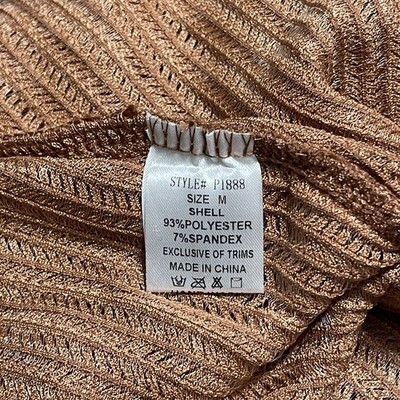 STYLE# P1888
SIZE M
SHELL
93%POLYESTER
7%SPANDEX
EXCLUSIVE OF TRIMS
MADE IN CHINA